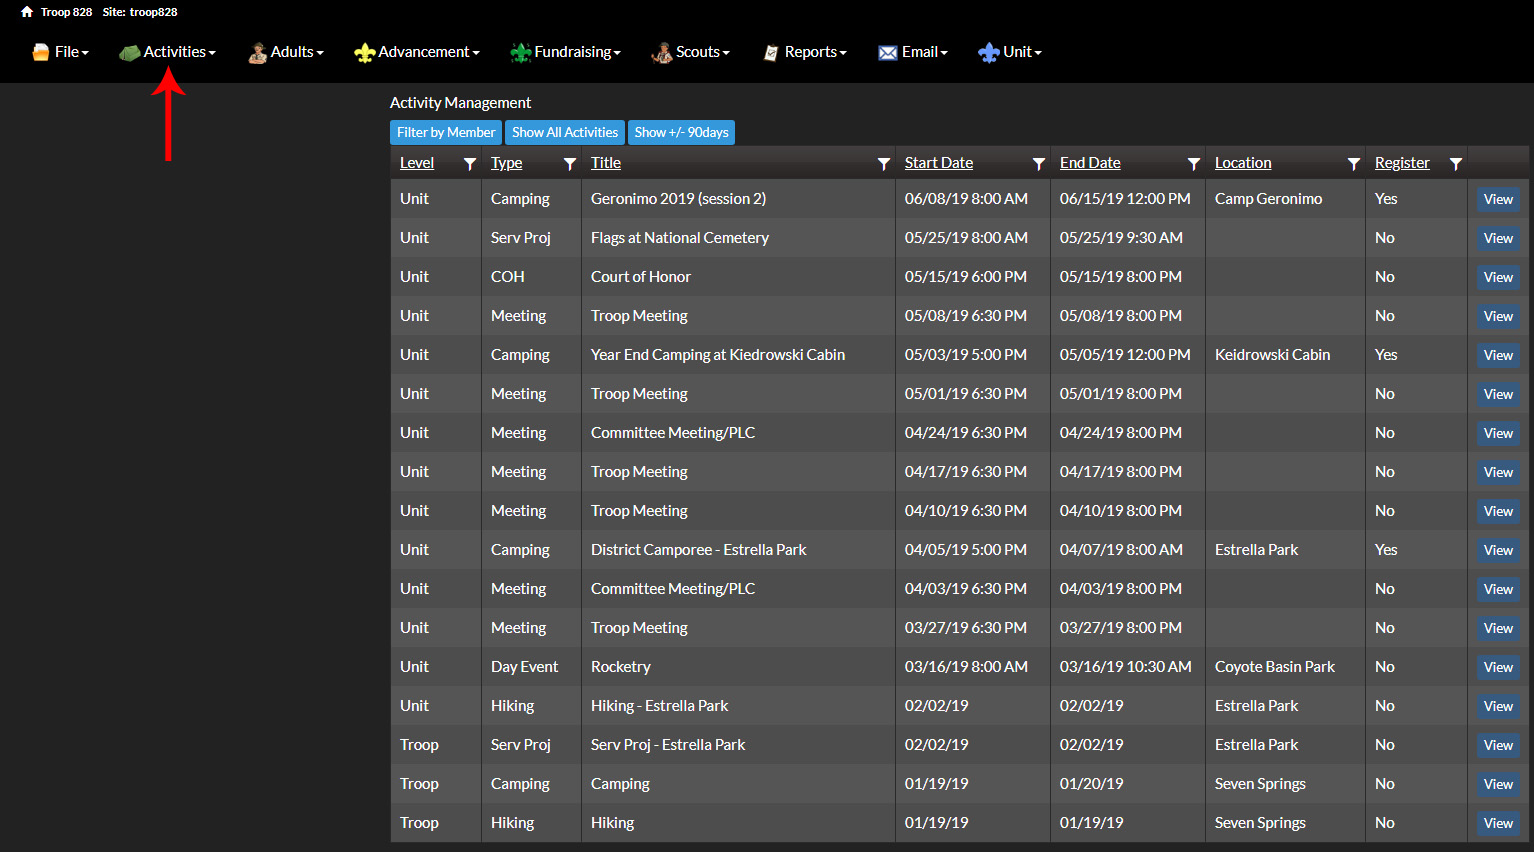 Troop 828 Site: troop828
File Activities Adults Advancement Fundraising Scouts Reports Email Unit
Activity Management
Filter by Member Show All Activities Show +/- 90days
Level Type Title Start Date End Date Location Register
Unit Camping Geronimo 2019 (session 2) 06/08/19 8:00 AM 06/15/19 12:00 PM Camp Geronimo Yes View
Unit Serv Proj Flags at National Cemetery 05/25/19 8:00 AM 05/25/19 9:30 AM No View
Unit COH Court of Honor 05/15/19 6:00 PM 05/15/19 8:00 PM No View
Unit Meeting Troop Meeting 05/08/19 6:30 PM 05/08/19 8:00 PM No View
Unit Camping Year End Camping at Kiedrowski Cabin 05/03/19 5:00 PM 05/05/19 12:00 PM Keidrowski Cabin Yes View
Unit Meeting Troop Meeting 05/01/19 6:30 PM 05/01/19 8:00 PM No View
Unit Meeting Committee Meeting/PLC 04/24/19 6:30 PM 04/24/19 8:00 PM No View
Unit Meeting Troop Meeting 04/17/19 6:30 PM 04/17/19 8:00 PM No View
Unit Meeting Troop Meeting 04/10/19 6:30 PM 04/10/19 8:00 PM No View
Unit Camping District Camporee - Estrella Park 04/05/19 5:00 PM 04/07/19 8:00 AM Estrella Park Yes View
Unit Meeting Committee Meeting/PLC 04/03/19 6:30 PM 04/03/19 8:00 PM No View
Unit Meeting Troop Meeting 03/27/19 6:30 PM 03/27/19 8:00 PM No View
Unit Day Event Rocketry 03/16/19 8:00 AM 03/16/19 10:30 AM Coyote Basin Park No View
Unit Hiking Hiking - Estrella Park 02/02/19 02/02/19 Estrella Park No View
Troop Serv Proj Serv Proj - Estrella Park 02/02/19 02/02/19 Estrella Park No View
Troop Camping Camping 01/19/19 01/20/19 Seven Springs No View
Troop Hiking Hiking 01/19/19 01/19/19 Seven Springs No View